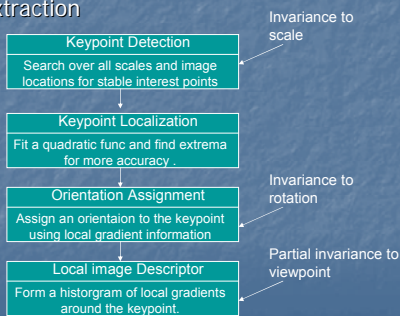 Invariance to
scale
Keypoint Detection
Search over all scales and image
locations for stable interest points
Keypoint Localization
Fit a quadratic func and find extrema
for more accuracy .
Invariance to
rotation
Orientation Assignment
Assign an orientaion to the keypoint
using local gradient information
Partial invariance to
viewpoint
Local image Descriptor
Form a historgram of local gradients
around the keypoint.